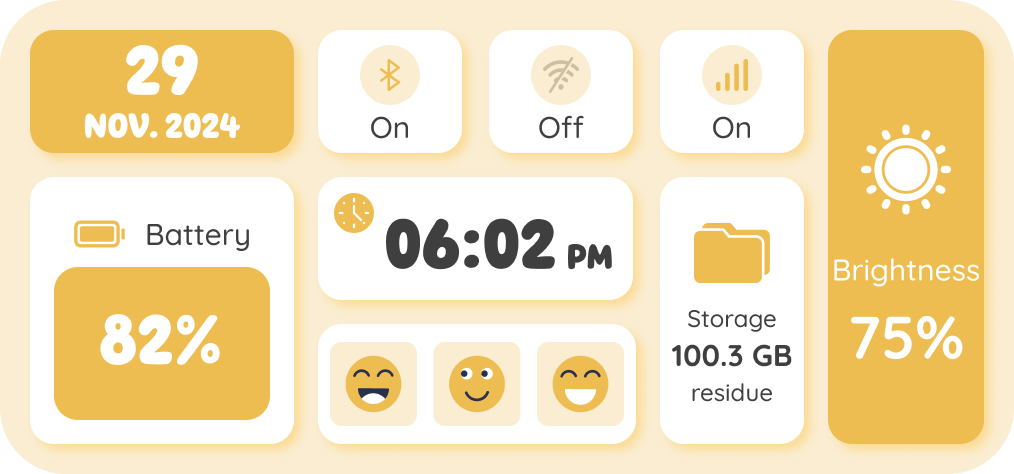 29
NOV. 2024
On
Off
On
Battery
82%
06:02 PM
Storage
100.3 GB
residue
Brightness
75%